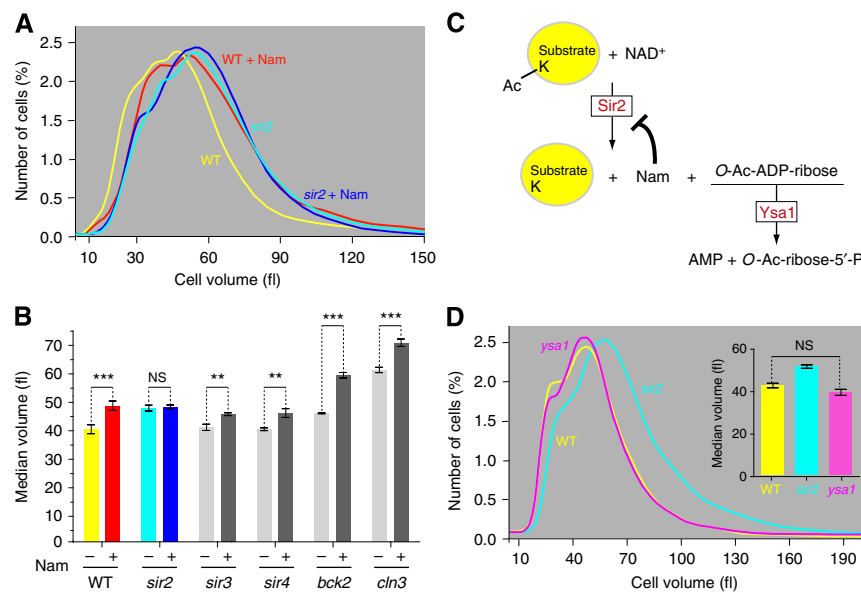 A
Number of cells (%)
2.5
2.0
1.5
1.0
0.5
0.0
10 30 60 90 120 150
Cell volume (fl)
WT + Nam
sir2
WT
sir2 + Nam
C
Substrate
K
Ac
+ NAD+
Sir2
Substrate
K
+ Nam + O-Ac-ADP-ribose
Ysa1
AMP + O-Ac-ribose-5′-P
B
Median volume (fl)
70
60
50
40
30
20
10
0
*** NS ** ** *** ***
Nam − + − + − + − + − + − +
WT sir2 sir3 sir4 bck2 cln3
D
Number of cells (%)
2.5
2.0
1.5
1.0
0.5
0.0
10 40 70 100 130 160 190
Cell volume (fl)
ysa1
sir2
WT
Median volume (fl)
60
40
20
0
NS
WT sir2 ysa1